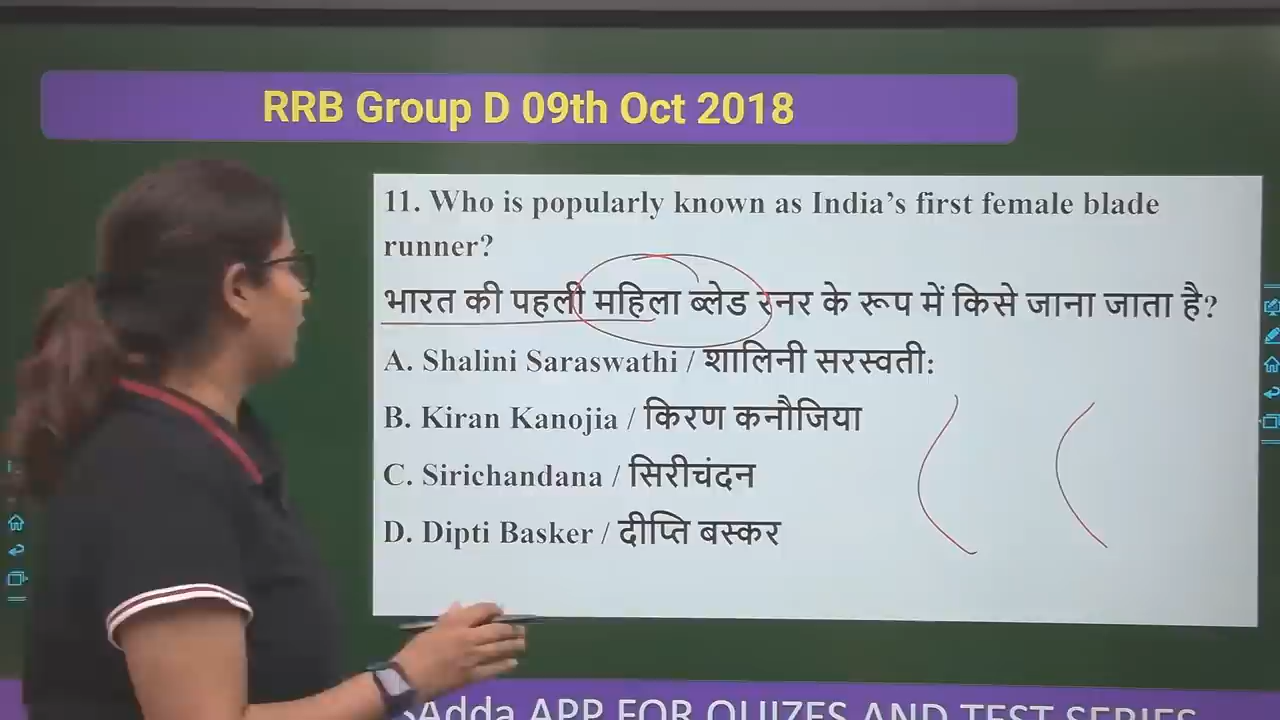 RRB Group D 09th Oct 2018
11. Who is popularly known as India’s first female blade
runner?
भारत की पहली महिला ब्लेड रनर के रूप में किसे जाना जाता है?
A. Shalini Saraswathi / शालिनी सरस्वती:
B. Kiran Kanojia / किरण कनौजिया
C. Sirichandana / सिरीचंदन
D. Dipti Basker / दीप्ति बस्कर
APP FOR QUIZES AND TEST SERIES